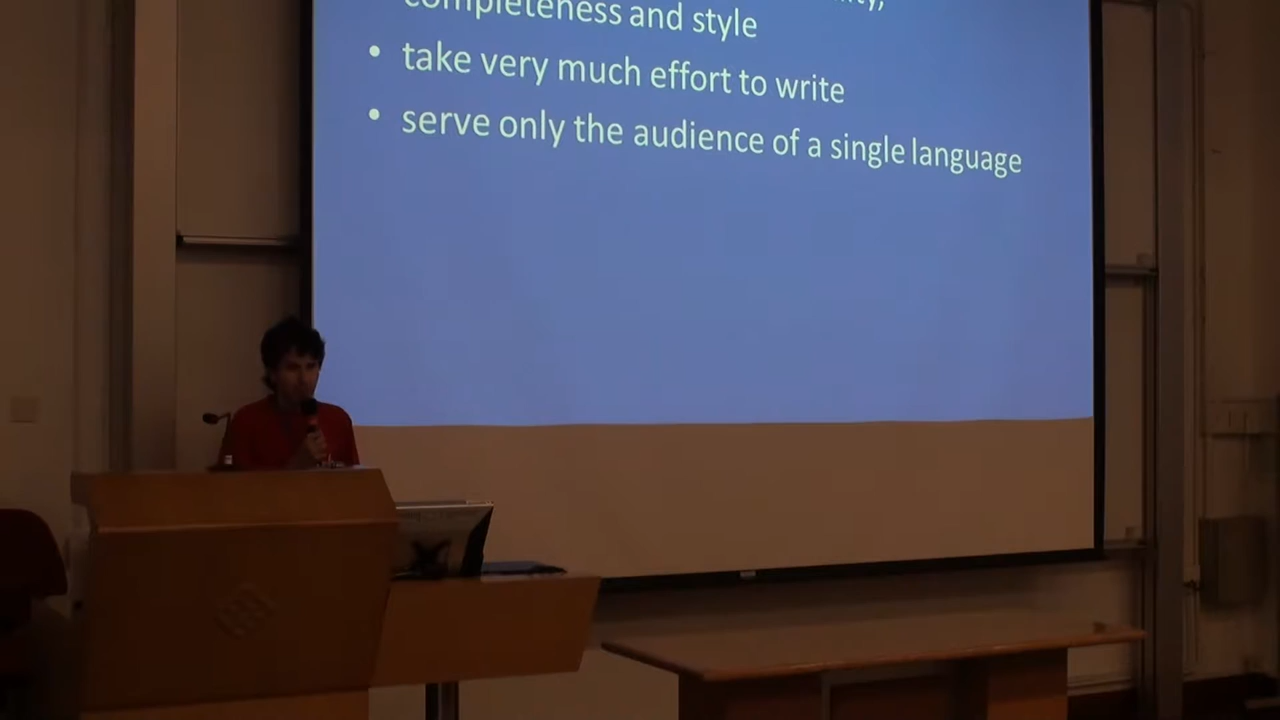 completeness and style
• take very much effort to write
• serve only the audience of a single language